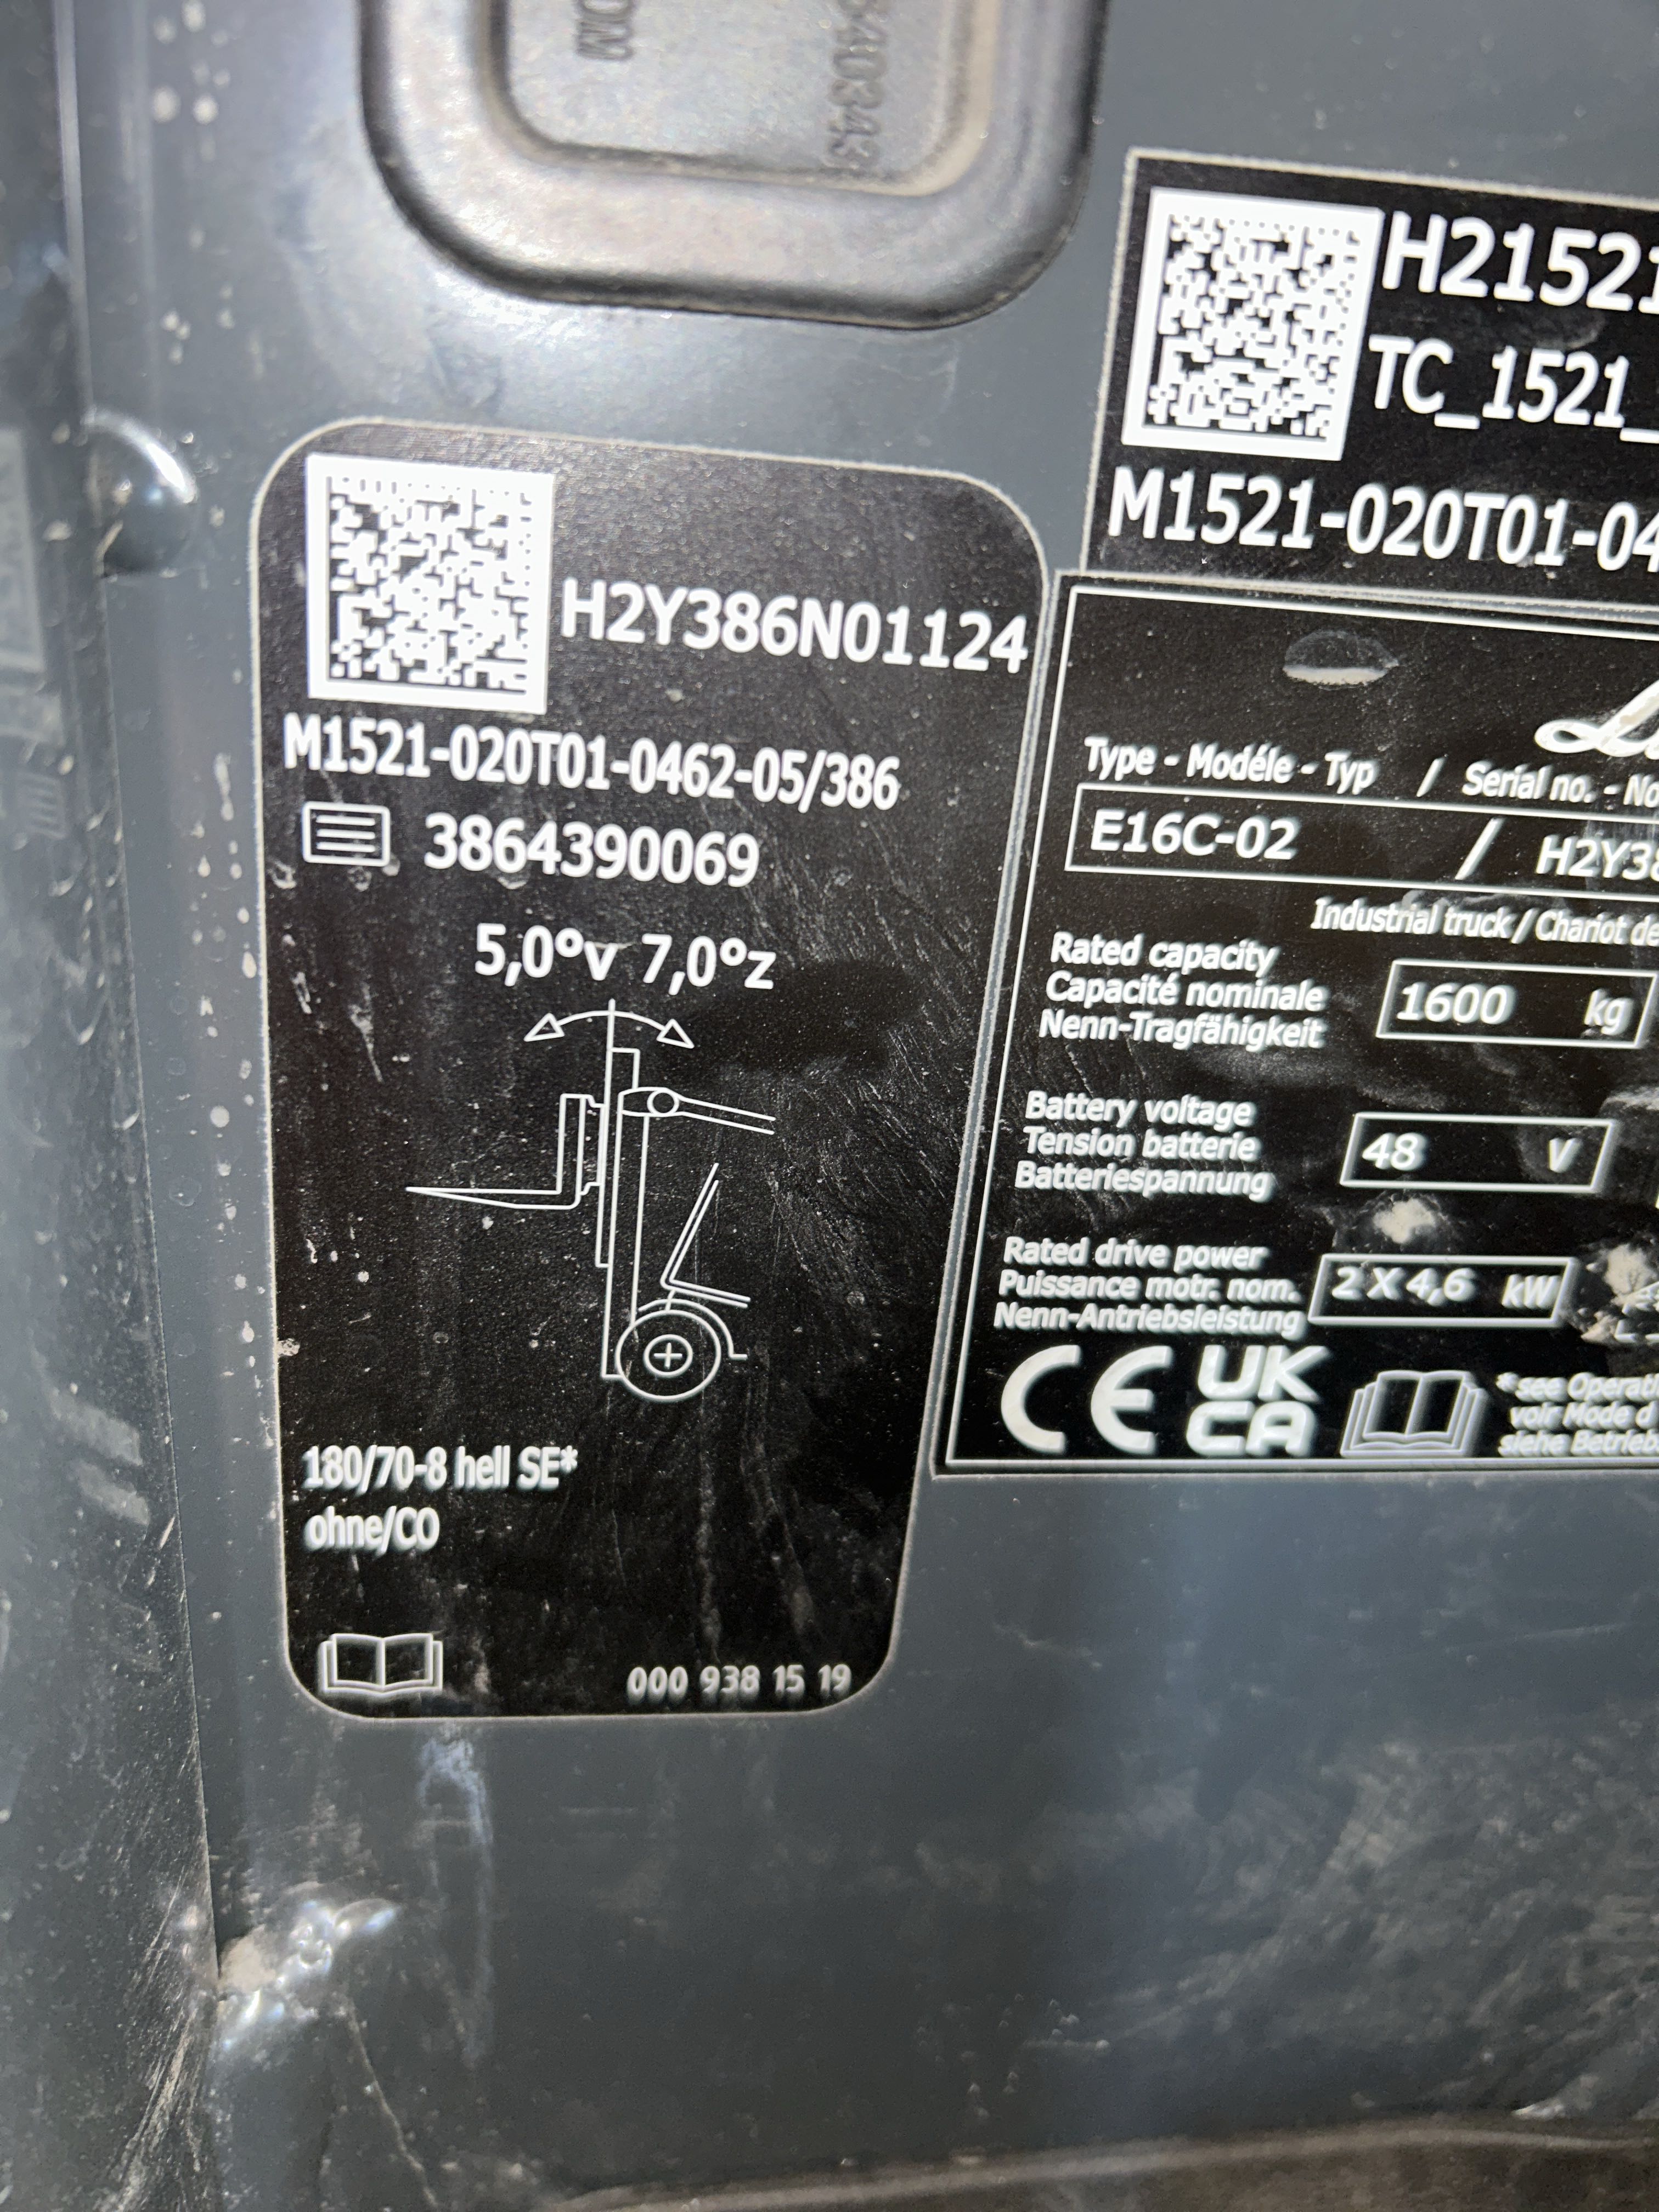 H21521
TC_1521_
M1521-020T01-04
H2Y386N01124
M1521-020T01-0462-05/386
3864390069
5,0°v 7,0°z
180/70-8 hell SE*
ohne/CO
000 938 15 19
Type - Modéle - Typ / Serial no. - No
E16C-02 / H2Y38
Industrial truck / Chariot de
Rated capacity
Capacité nominale
Nenn-Tragfähigkeit
1600 kg
Battery voltage
Tension batterie
Batteriespannung
48 V
Rated drive power
Puissance motr. nom.
Nenn-Antriebsleistung
2 X 4,6 kW
CE UK
CA
*see Operati
voir Mode d
siehe Betrieb